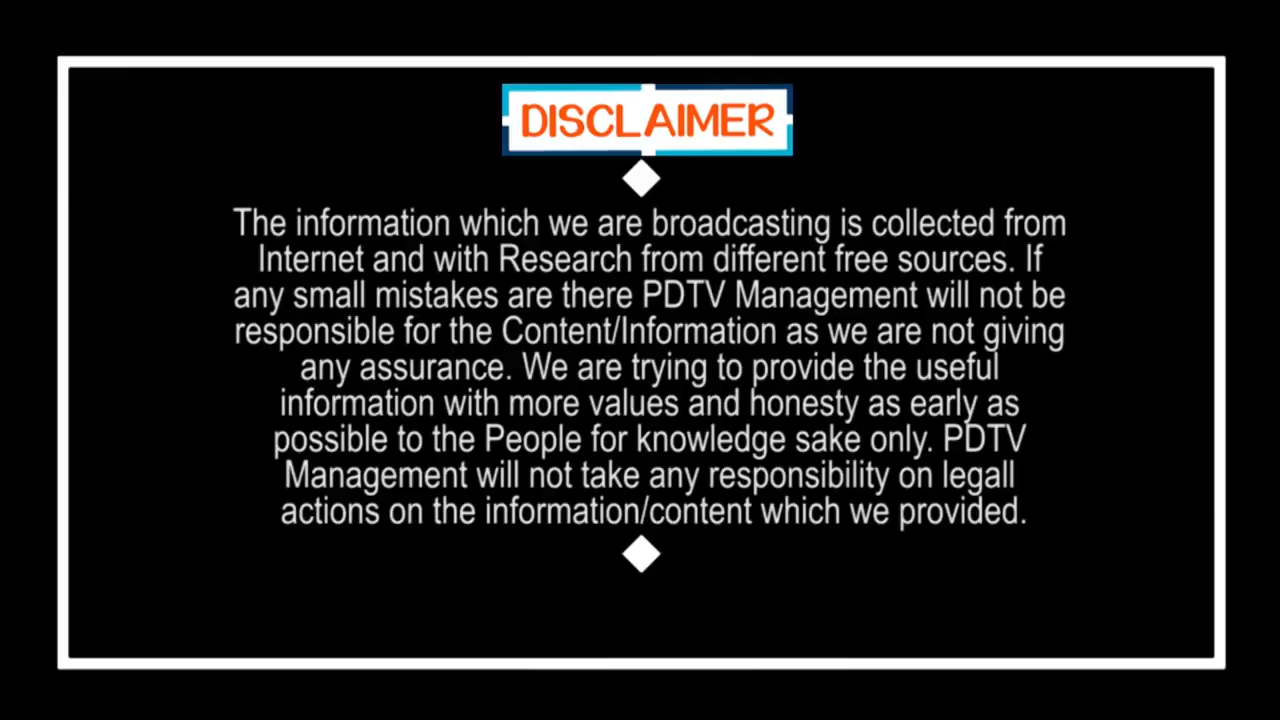 DISCLAIMER
The information which we are broadcasting is collected from
Internet and with Research from different free sources. If
any small mistakes are there PDTV Management will not be
responsible for the Content/Information as we are not giving
any assurance. We are trying to provide the useful
information with more values and honesty as early as
possible to the People for knowledge sake only. PDTV
Management will not take any responsibility on legall
actions on the information/content which we provided.